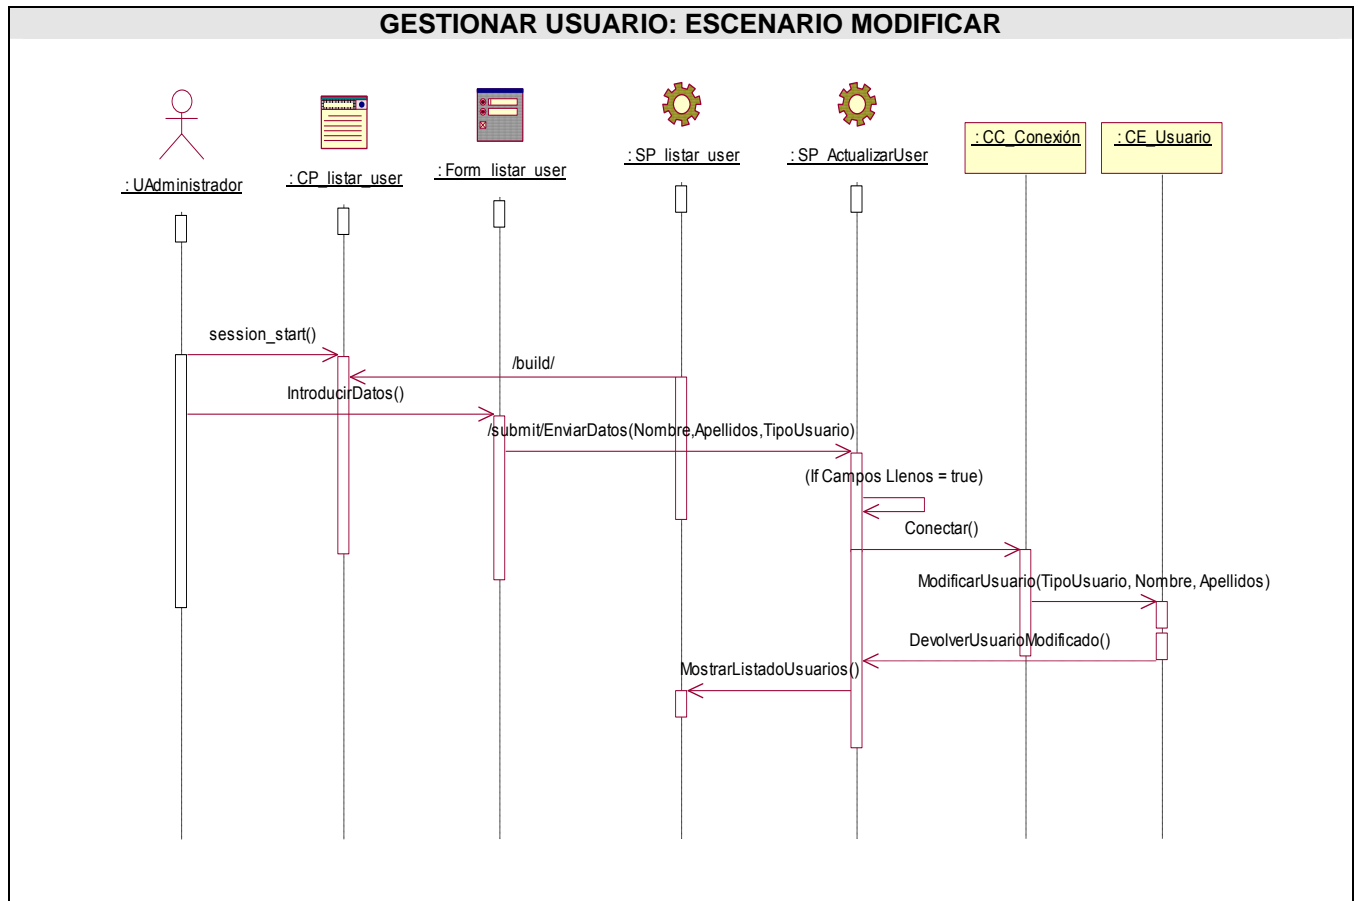 GESTIONAR USUARIO: ESCENARIO MODIFICAR
: UAdministrador
: CP_listar_user
: Form_listar_user
: SP_listar_user
: SP_ActualizarUser
: CC_Conexión
: CE_Usuario
session_start()
/build/
IntroducirDatos()
/submit/EnviarDatos(Nombre,Apellidos,TipoUsuario)
(If Campos Llenos = true)
Conectar()
ModificarUsuario(TipoUsuario, Nombre, Apellidos)
DevolverUsuarioModificado()
MostrarListadoUsuarios()